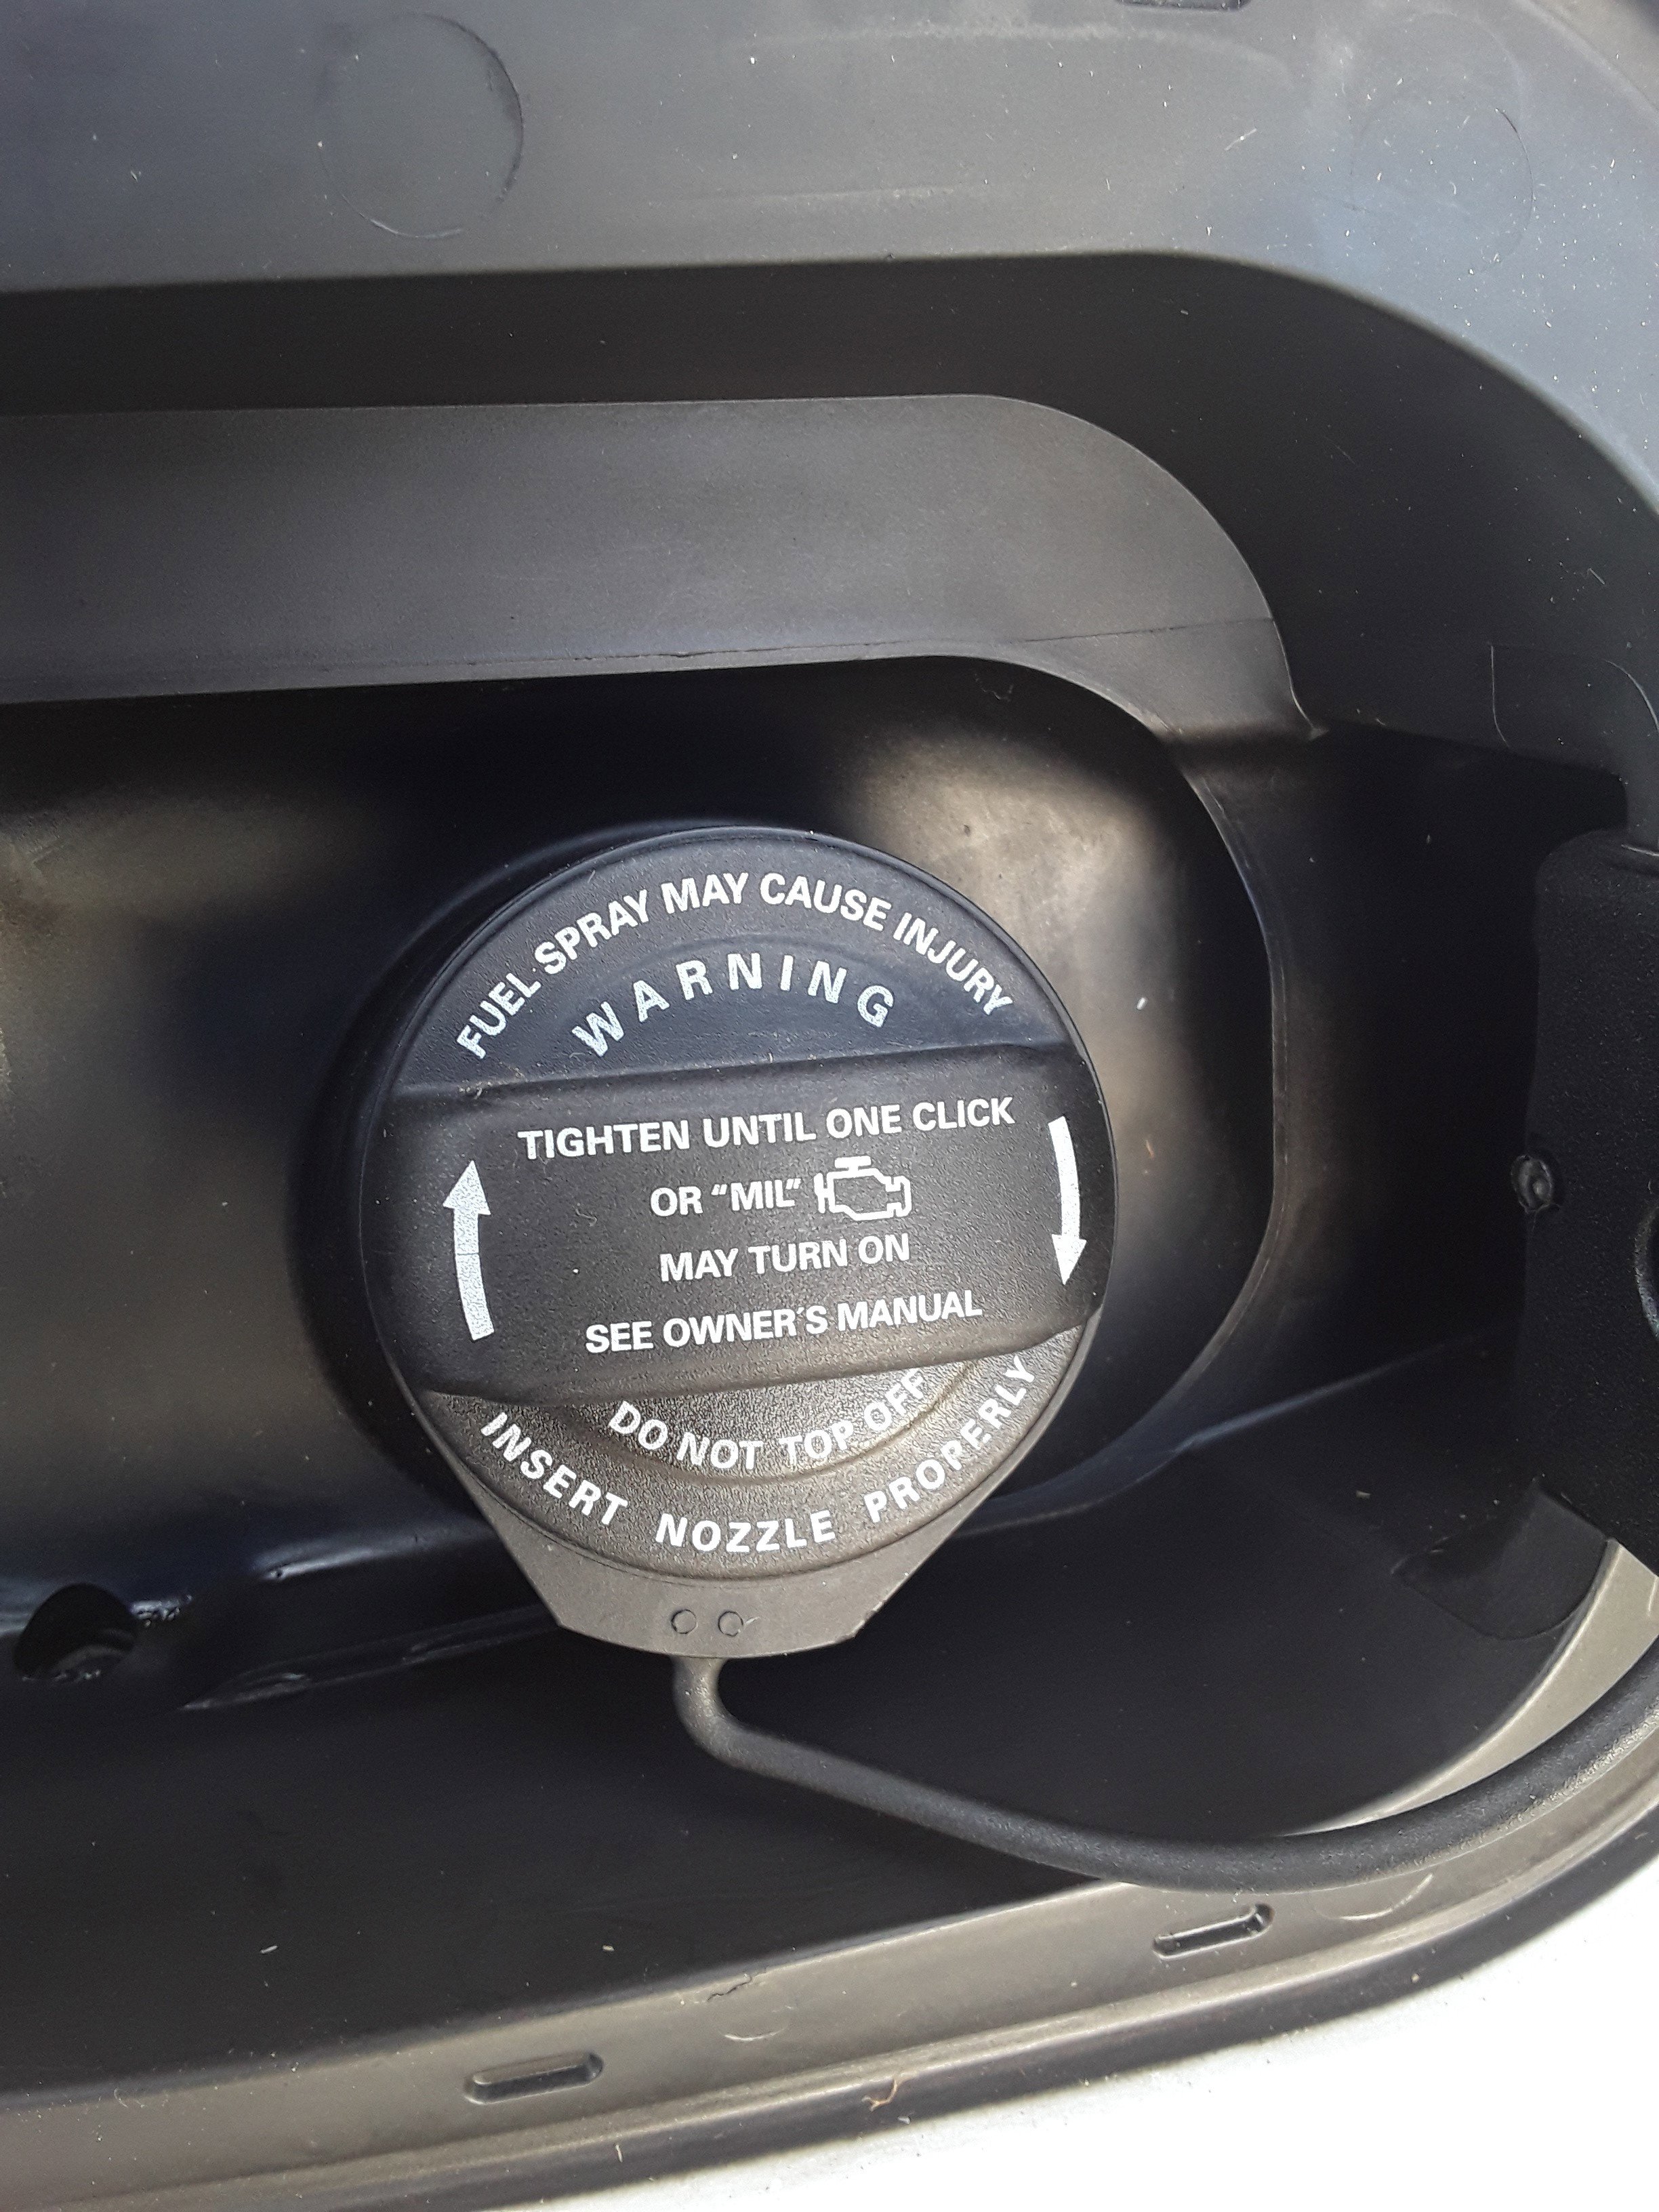 FUEL SPRAY MAY CAUSE INJURY
WARNING
TIGHTEN UNTIL ONE CLICK
OR “MIL”
MAY TURN ON
SEE OWNER'S MANUAL
DO NOT TOP OFF
INSERT NOZZLE PROPERLY